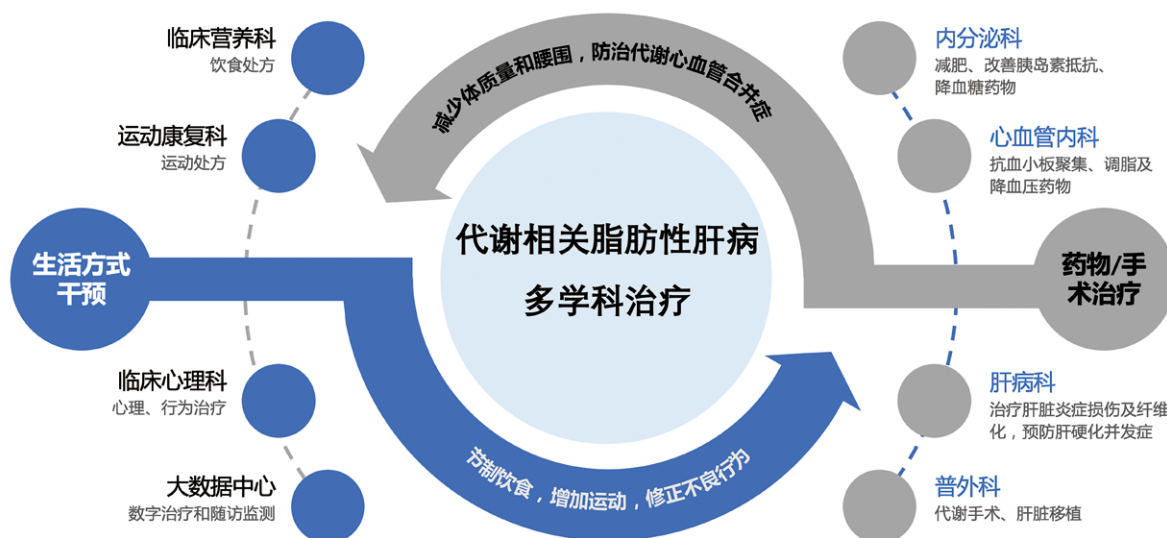 临床营养科
饮食处方
运动康复科
运动处方
生活方式
干预
临床心理科
心理、行为治疗
大数据中心
数字治疗和随访监测
减少体质量和腰围，防治代谢心血管合并症
代谢相关脂肪性肝病
多学科治疗
节制饮食，增加运动，修正不良行为
内分泌科
减肥、改善胰岛素抵抗、
降血糖药物
心血管内科
抗血小板聚集、调脂及
降血压药物
药物/手
术治疗
肝病科
治疗肝脏炎症损伤及纤维
化，预防肝硬化并发症
普外科
代谢手术、肝脏移植